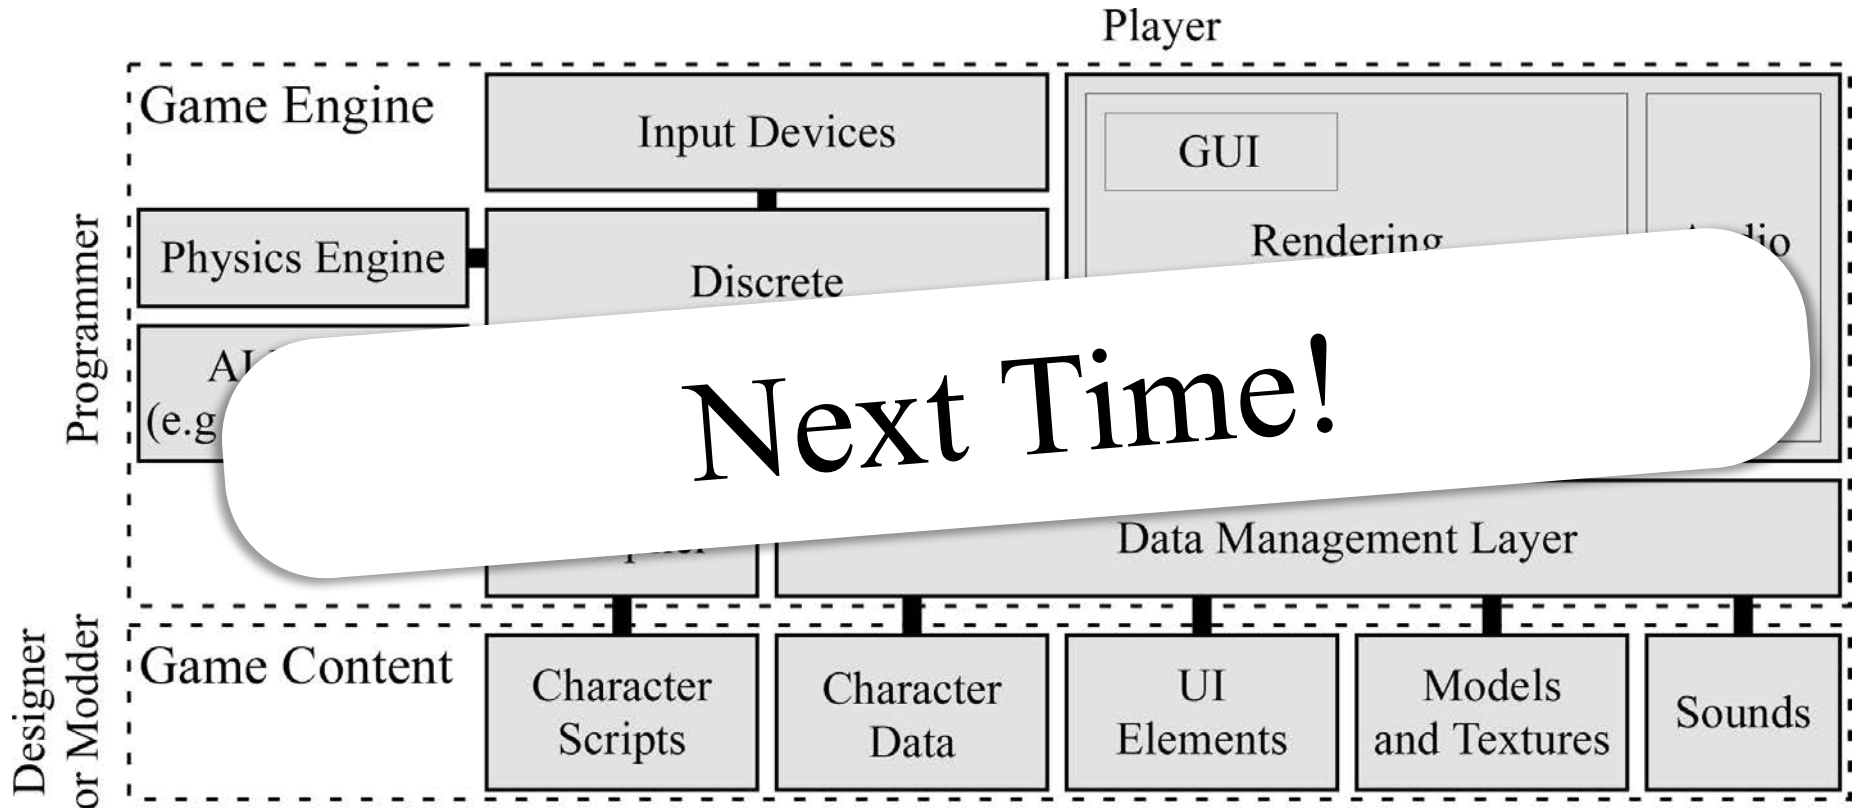 Player
Game Engine
Input Devices
GUI
Programmer
Physics Engine
Discrete
Rendering
(e.g
Next Time!
Data Management Layer
Designer
or Modder
Game Content
Character
Scripts
Character
Data
UI
Elements
Models
and Textures
Sounds